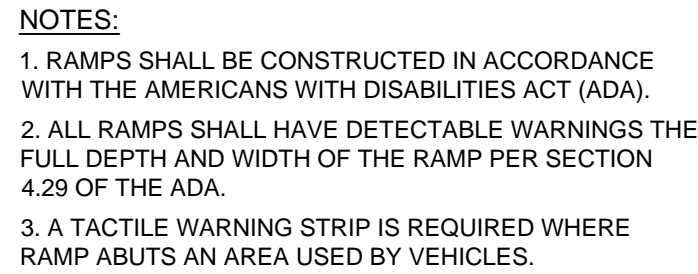 NOTES:
1. RAMPS SHALL BE CONSTRUCTED IN ACCORDANCE
WITH THE AMERICANS WITH DISABILITIES ACT (ADA).
2. ALL RAMPS SHALL HAVE DETECTABLE WARNINGS THE
FULL DEPTH AND WIDTH OF THE RAMP PER SECTION
4.29 OF THE ADA.
3. A TACTILE WARNING STRIP IS REQUIRED WHERE
RAMP ABUTS AN AREA USED BY VEHICLES.